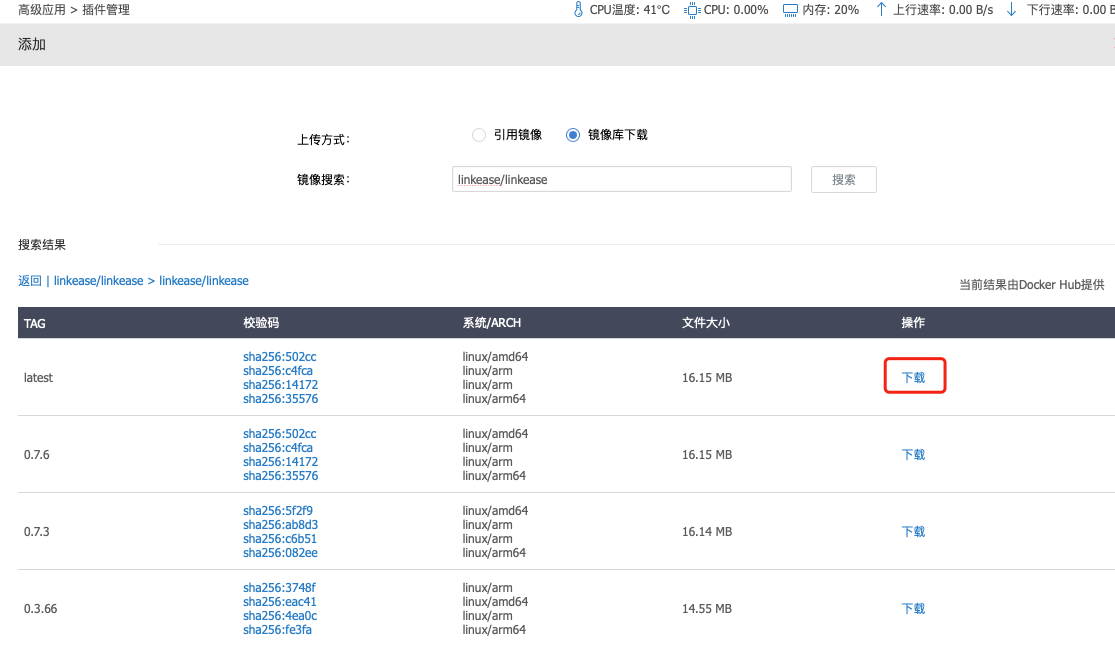 高级应用 > 插件管理 CPU温度: 41°C CPU: 0.00% 内存: 20% 上行速率: 0.00 B/s 下行速率: 0.00 B
添加
上传方式: 引用镜像 镜像库下载
镜像搜索: linkease/linkease 搜索
搜索结果
返回 | linkease/linkease > linkease/linkease
当前结果由Docker Hub提供
TAG 校验码 系统/ARCH 文件大小 操作
sha256:502cc linux/amd64
sha256:c4fca linux/arm
latest 16.15 MB 下载
sha256:14172 linux/arm
sha256:35576 linux/arm64
sha256:502cc linux/amd64
sha256:c4fca linux/arm
0.7.6 16.15 MB 下载
sha256:14172 linux/arm
sha256:35576 linux/arm64
sha256:5f2f9 linux/amd64
sha256:ab8d3 linux/arm
0.7.3 16.14 MB 下载
sha256:c6b51 linux/arm
sha256:082ee linux/arm64
sha256:3748f linux/arm
sha256:eac41 linux/amd64
0.3.66 14.55 MB 下载
sha256:4ea0c linux/arm
sha256:fe3fa linux/arm64